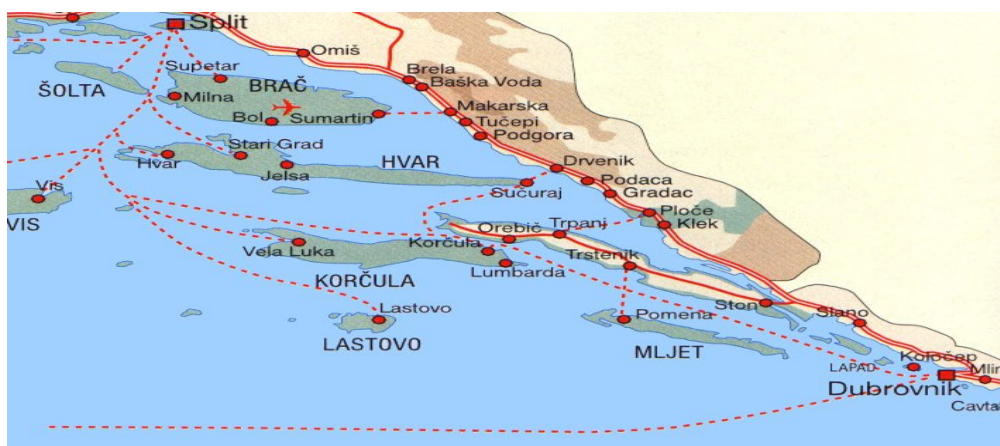 Split
Omiš
Supetar
BRAČ
Brela
Baška Voda
ŠOLTA
Milna
Makarska
Bol
Sumartin
Tučepi
Podgora
Stari Grad
HVAR
Drvenik
Hvar
Jelsa
Podaca
Vis
Sućuraj
Gradac
Ploče
VIS
Orebić
Trpanj
Klek
Vela Luka
Korčula
Trstenik
KORČULA
Lumbarda
Lastovo
Ston
Pomena
Slano
LASTOVO
MLJET
Koločep
LAPAD
Mlin
Dubrovnik
Cavta